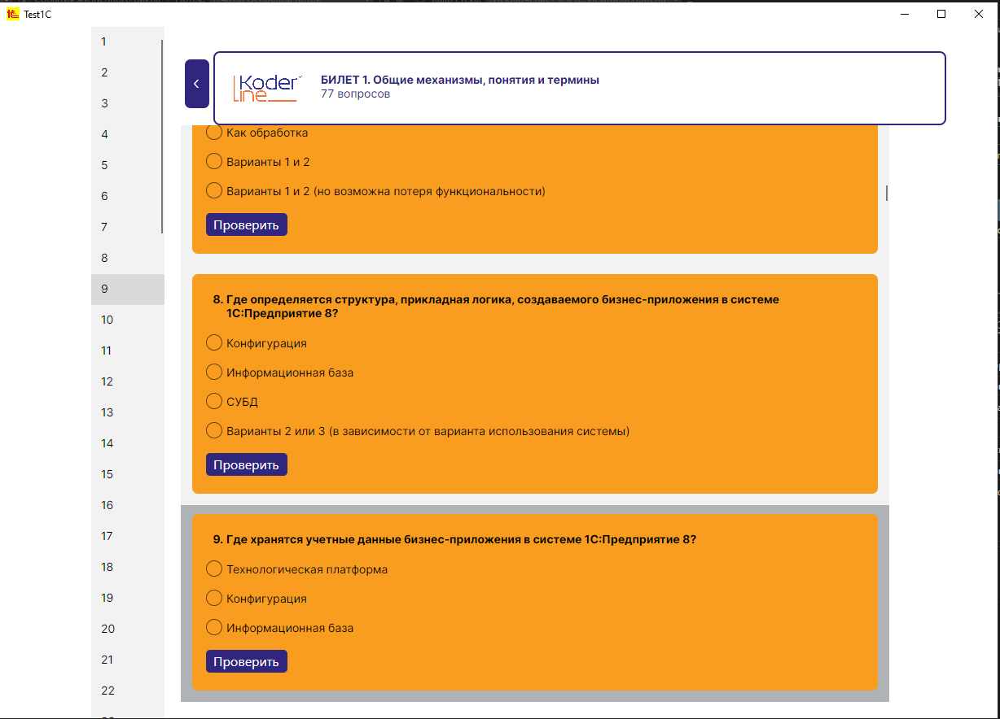 Test1C
1
2
3
4
5
6
7
8
9
10
11
12
13
14
15
16
17
18
19
20
21
22
Koder
line
БИЛЕТ 1. Общие механизмы, понятия и термины
77 вопросов
Как обработка
Варианты 1 и 2
Варианты 1 и 2 (но возможна потеря функциональности)
Проверить
8. Где определяется структура, прикладная логика, создаваемого бизнес-приложения в системе
1С:Предприятие 8?
Конфигурация
Информационная база
СУБД
Варианты 2 или 3 (в зависимости от варианта использования системы)
Проверить
9. Где хранятся учетные данные бизнес-приложения в системе 1С:Предприятие 8?
Технологическая платформа
Конфигурация
Информационная база
Проверить